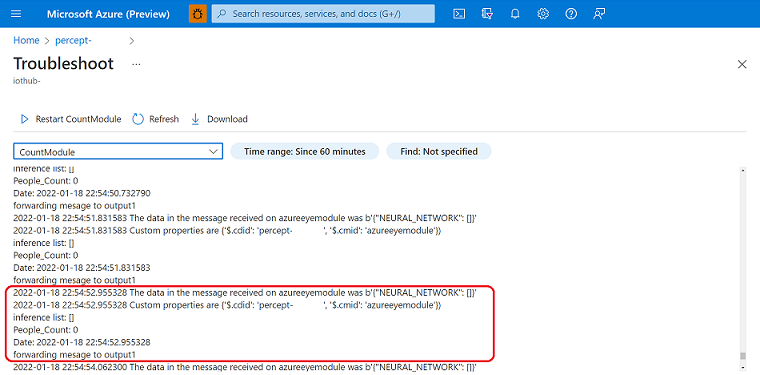 Microsoft Azure (Preview)
Search resources, services, and docs (G+/)
Home > percept- >
Troubleshoot ...
iothub-
Restart CountModule Refresh Download
CountModule Time range: Since 60 minutes Find: Not specified
inference list: []
People_Count: 0
Date: 2022-01-18 22:54:50.732790
forwarding mesage to output1
2022-01-18 22:54:51.831583 The data in the message received on azureeyemodule was b'{"NEURAL_NETWORK": []}'
2022-01-18 22:54:51.831583 Custom properties are ('$.cdid': 'percept- ', '$.cmid': 'azureeyemodule'})
inference list: []
People_Count: 0
Date: 2022-01-18 22:54:51.831583
forwarding mesage to output1
2022-01-18 22:54:52.955328 The data in the message received on azureeyemodule was b'{"NEURAL_NETWORK": []}'
2022-01-18 22:54:52.955328 Custom properties are ('$.cdid': 'percept- ', '$.cmid': 'azureeyemodule'})
inference list: []
People_Count: 0
Date: 2022-01-18 22:54:52.955328
forwarding mesage to output1
2022-01-18 22:54:54.062300 The data in the message received on azureeyemodule was b'{"NEURAL_NETWORK": []}'